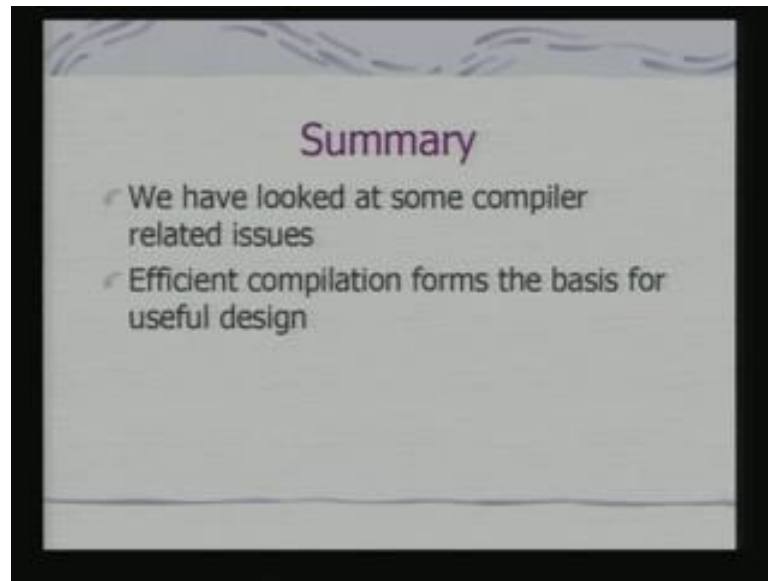 Summary
We have looked at some compiler
related issues
Efficient compilation forms the basis for
useful design